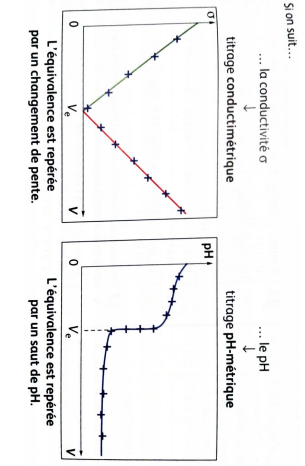 Si on suit...
... la conductivité σ
↓
titrage conductimétrique
σ
0
Vₑ
V
L'équivalence est repérée
par un changement de pente.
... le pH
↓
titrage pH-métrique
pH
0
Vₑ
V
L'équivalence est repérée
par un saut de pH.